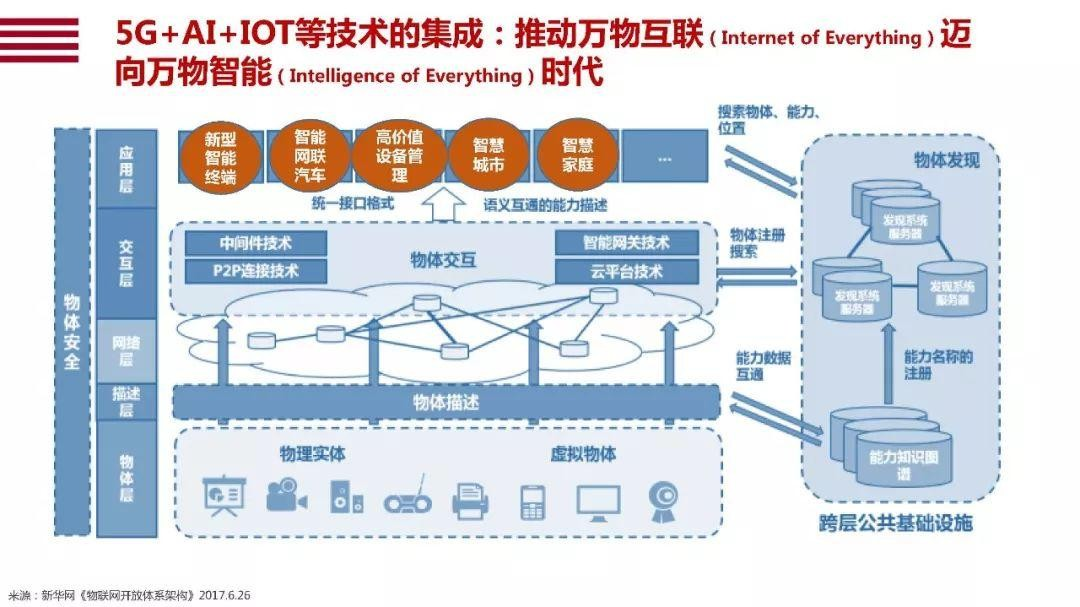 5G+AI+IOT等技术的集成：推动万物互联（Internet of Everything）迈
向万物智能（Intelligence of Everything）时代
物体安全
应用层
交互层
网络层
描述层
物体层
新型
智能
终端
智能
网联
汽车
高价值
设备管
理
智慧
城市
智慧
家庭
...
统一接口格式
语义互通的能力描述
中间件技术
P2P连接技术
物体交互
智能网关技术
云平台技术
物体描述
物理实体
虚拟物体
搜索物体、能力、
位置
物体注册
搜索
能力数据
互通
物体发现
发现系统
服务器
发现系统
服务器
发现系统
服务器
能力名称的
注册
能力知识图
谱
跨层公共基础设施
来源：新华网《物联网开放体系架构》2017.6.26